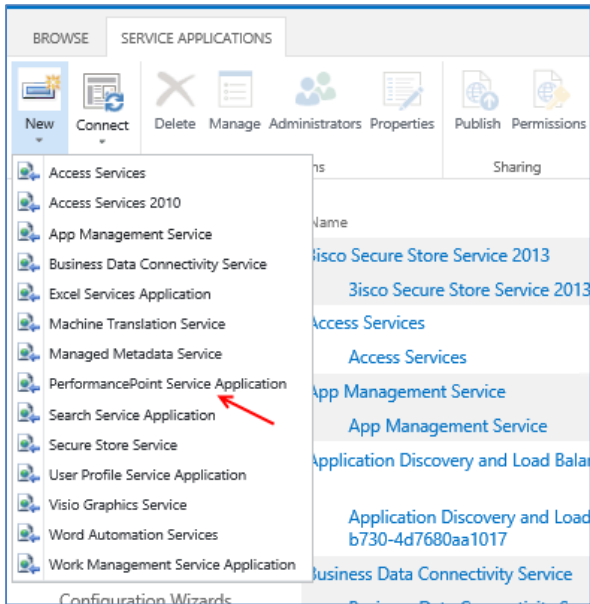 BROWSE SERVICE APPLICATIONS
New Connect Delete Manage Administrators Properties Publish Permissions
Sharing
Access Services
Access Services 2010
App Management Service
Business Data Connectivity Service
Excel Services Application
Machine Translation Service
Managed Metadata Service
PerformancePoint Service Application
Search Service Application
Secure Store Service
User Profile Service Application
Visio Graphics Service
Word Automation Services
Work Management Service Application
Configuration Wizards
Name
3isco Secure Store Service 2013
3isco Secure Store Service 2013
Access Services
Access Services
App Management Service
App Management Service
Application Discovery and Load
Application Discovery and Load
b730-4d7680aa1017
Business Data Connectivity Service